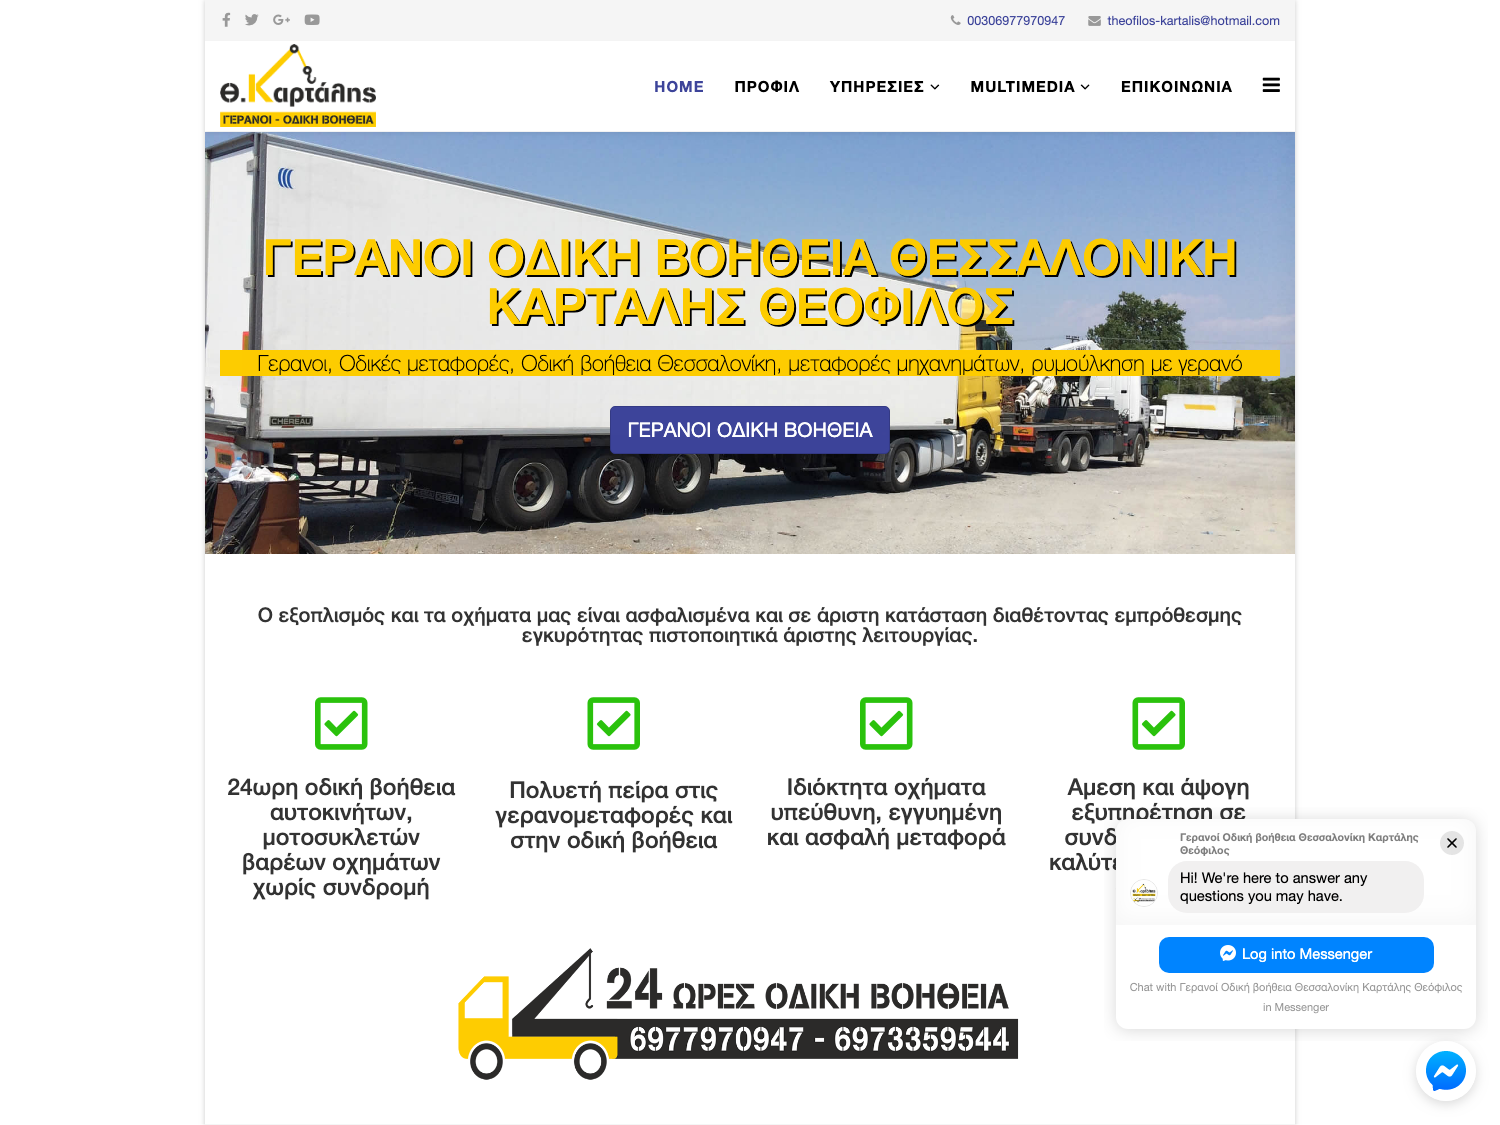 00306977970947
theofilos-kartalis@hotmail.com
Θ.Καρτάλης
ΓΕΡΑΝΟΙ - ΟΔΙΚΗ ΒΟΗΘΕΙΑ
HOME ΠΡΟΦΙΛ ΥΠΗΡΕΣΙΕΣ MULTIMEDIA ΕΠΙΚΟΙΝΩΝΙΑ
ΓΕΡΑΝΟΙ ΟΔΙΚΗ ΒΟΗΘΕΙΑ ΘΕΣΣΑΛΟΝΙΚΗ
ΚΑΡΤΑΛΗΣ ΘΕΟΦΙΛΟΣ
Γερανοι, Οδικές μεταφορές, Οδική βοήθεια Θεσσαλονίκη, μεταφορές μηχανημάτων, ρυμούλκηση με γερανό
CHEREAU
ΓΕΡΑΝΟΙ ΟΔΙΚΗ ΒΟΗΘΕΙΑ
Ο εξοπλισμός και τα οχήματα μας είναι ασφαλισμένα και σε άριστη κατάσταση διαθέτοντας εμπρόθεσμης
εγκυρότητας πιστοποιητικά άριστης λειτουργίας.
24ωρη οδική βοήθεια
αυτοκινήτων,
μοτοσυκλετών
βαρέων οχημάτων
χωρίς συνδρομή
Πολυετή πείρα στις
γερανομεταφορές και
στην οδική βοήθεια
Ιδιόκτητα οχήματα
υπεύθυνη, εγγυημένη
και ασφαλή μεταφορά
Αμεση και άψογη
εξυπηρέτηση σε
Γερανοί Οδική βοήθεια Θεσσαλονίκη Καρτάλης
Θεόφιλος
Hi! We're here to answer any
questions you may have.
Log into Messenger
Chat with Γερανοί Οδική βοήθεια Θεσσαλονίκη Καρτάλης Θεόφιλος
in Messenger
24 ΩΡΕΣ ΟΔΙΚΗ ΒΟΗΘΕΙΑ
6977970947 - 6973359544